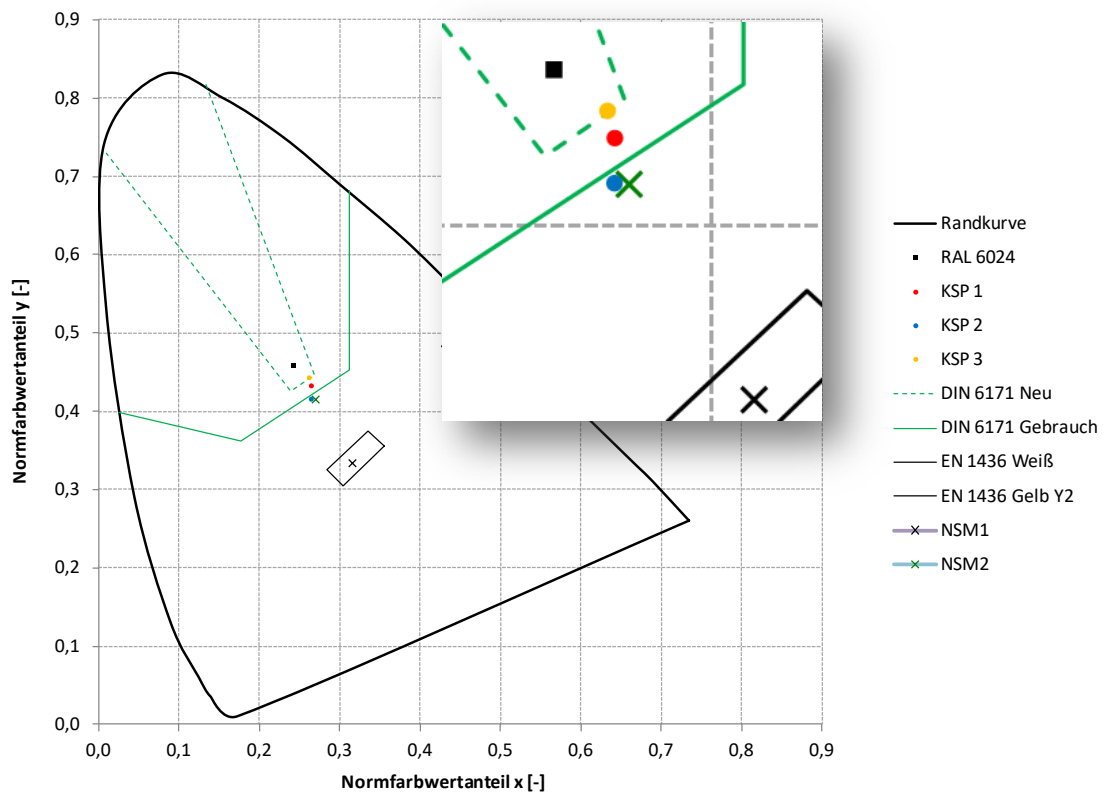 0,9
0,8
0,7
0,6
0,5
0,4
0,3
0,2
0,1
0,0
Normfarbwertanteil y [-]
0,0 0,1 0,2 0,3 0,4 0,5 0,6 0,7 0,8 0,9
Normfarbwertanteil x [-]
Randkurve
RAL 6024
KSP 1
KSP 2
KSP 3
DIN 6171 Neu
DIN 6171 Gebrauch
EN 1436 Weiß
EN 1436 Gelb Y2
NSM1
NSM2